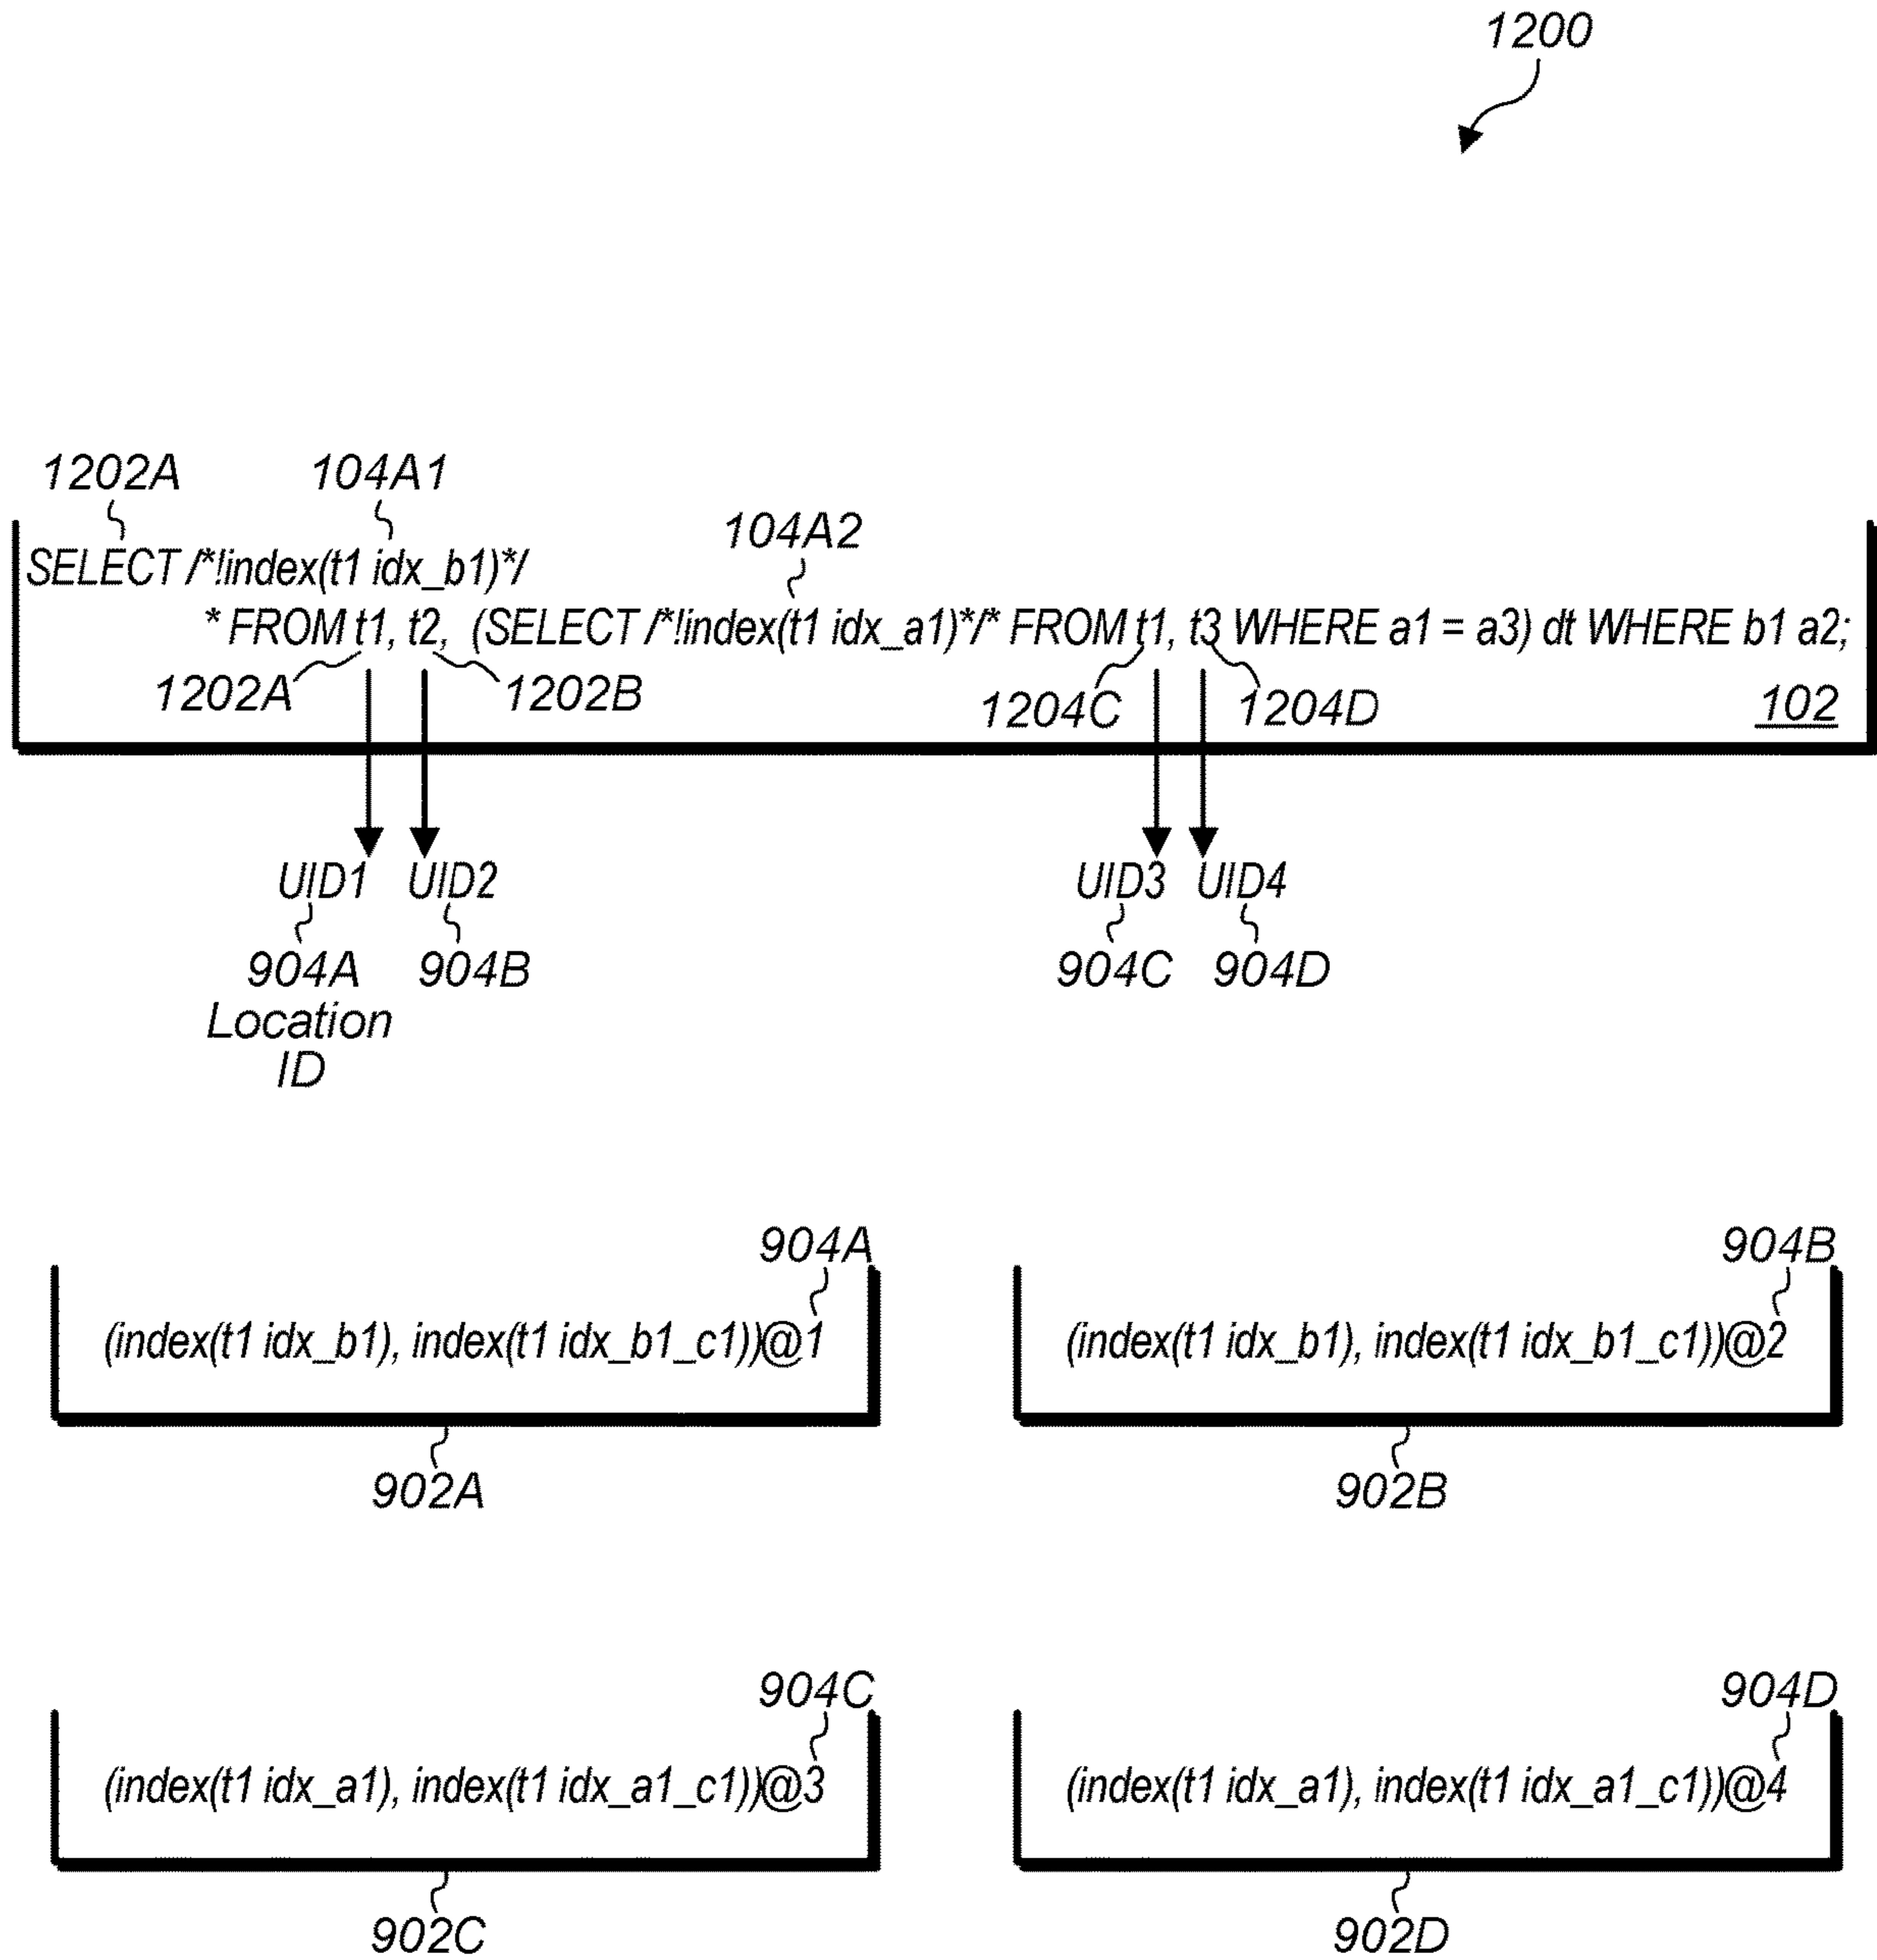 1200
1202A 104A1
104A2
SELECT /*!index(t1 idx_b1)*/
* FROM t1, t2, (SELECT /*!index(t1 idx_a1)*/* FROM t1, t3 WHERE a1 = a3) dt WHERE b1 a2;
1202A 1202B 1204C 1204D 102
UID1 UID2 UID3 UID4
904A 904B 904C 904D
Location
ID
904A 904B
(index(t1 idx_b1), index(t1 idx_b1_c1))@1 (index(t1 idx_b1), index(t1 idx_b1_c1))@2
902A 902B
904C 904D
(index(t1 idx_a1), index(t1 idx_a1_c1))@3 (index(t1 idx_a1), index(t1 idx_a1_c1))@4
902C 902D